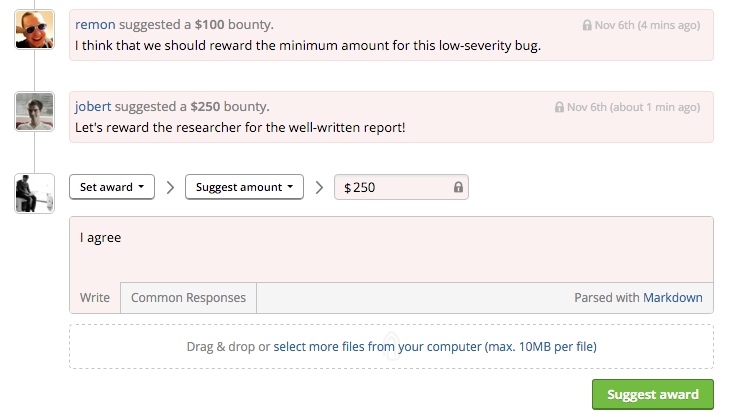 remon suggested a $100 bounty. Nov 6th (4 mins ago)
I think that we should reward the minimum amount for this low-severity bug.
jobert suggested a $250 bounty. Nov 6th (about 1 min ago)
Let's reward the researcher for the well-written report!
Set award Suggest amount $250
I agree
Write Common Responses Parsed with Markdown
Drag & drop or select more files from your computer (max. 10MB per file)
Suggest award